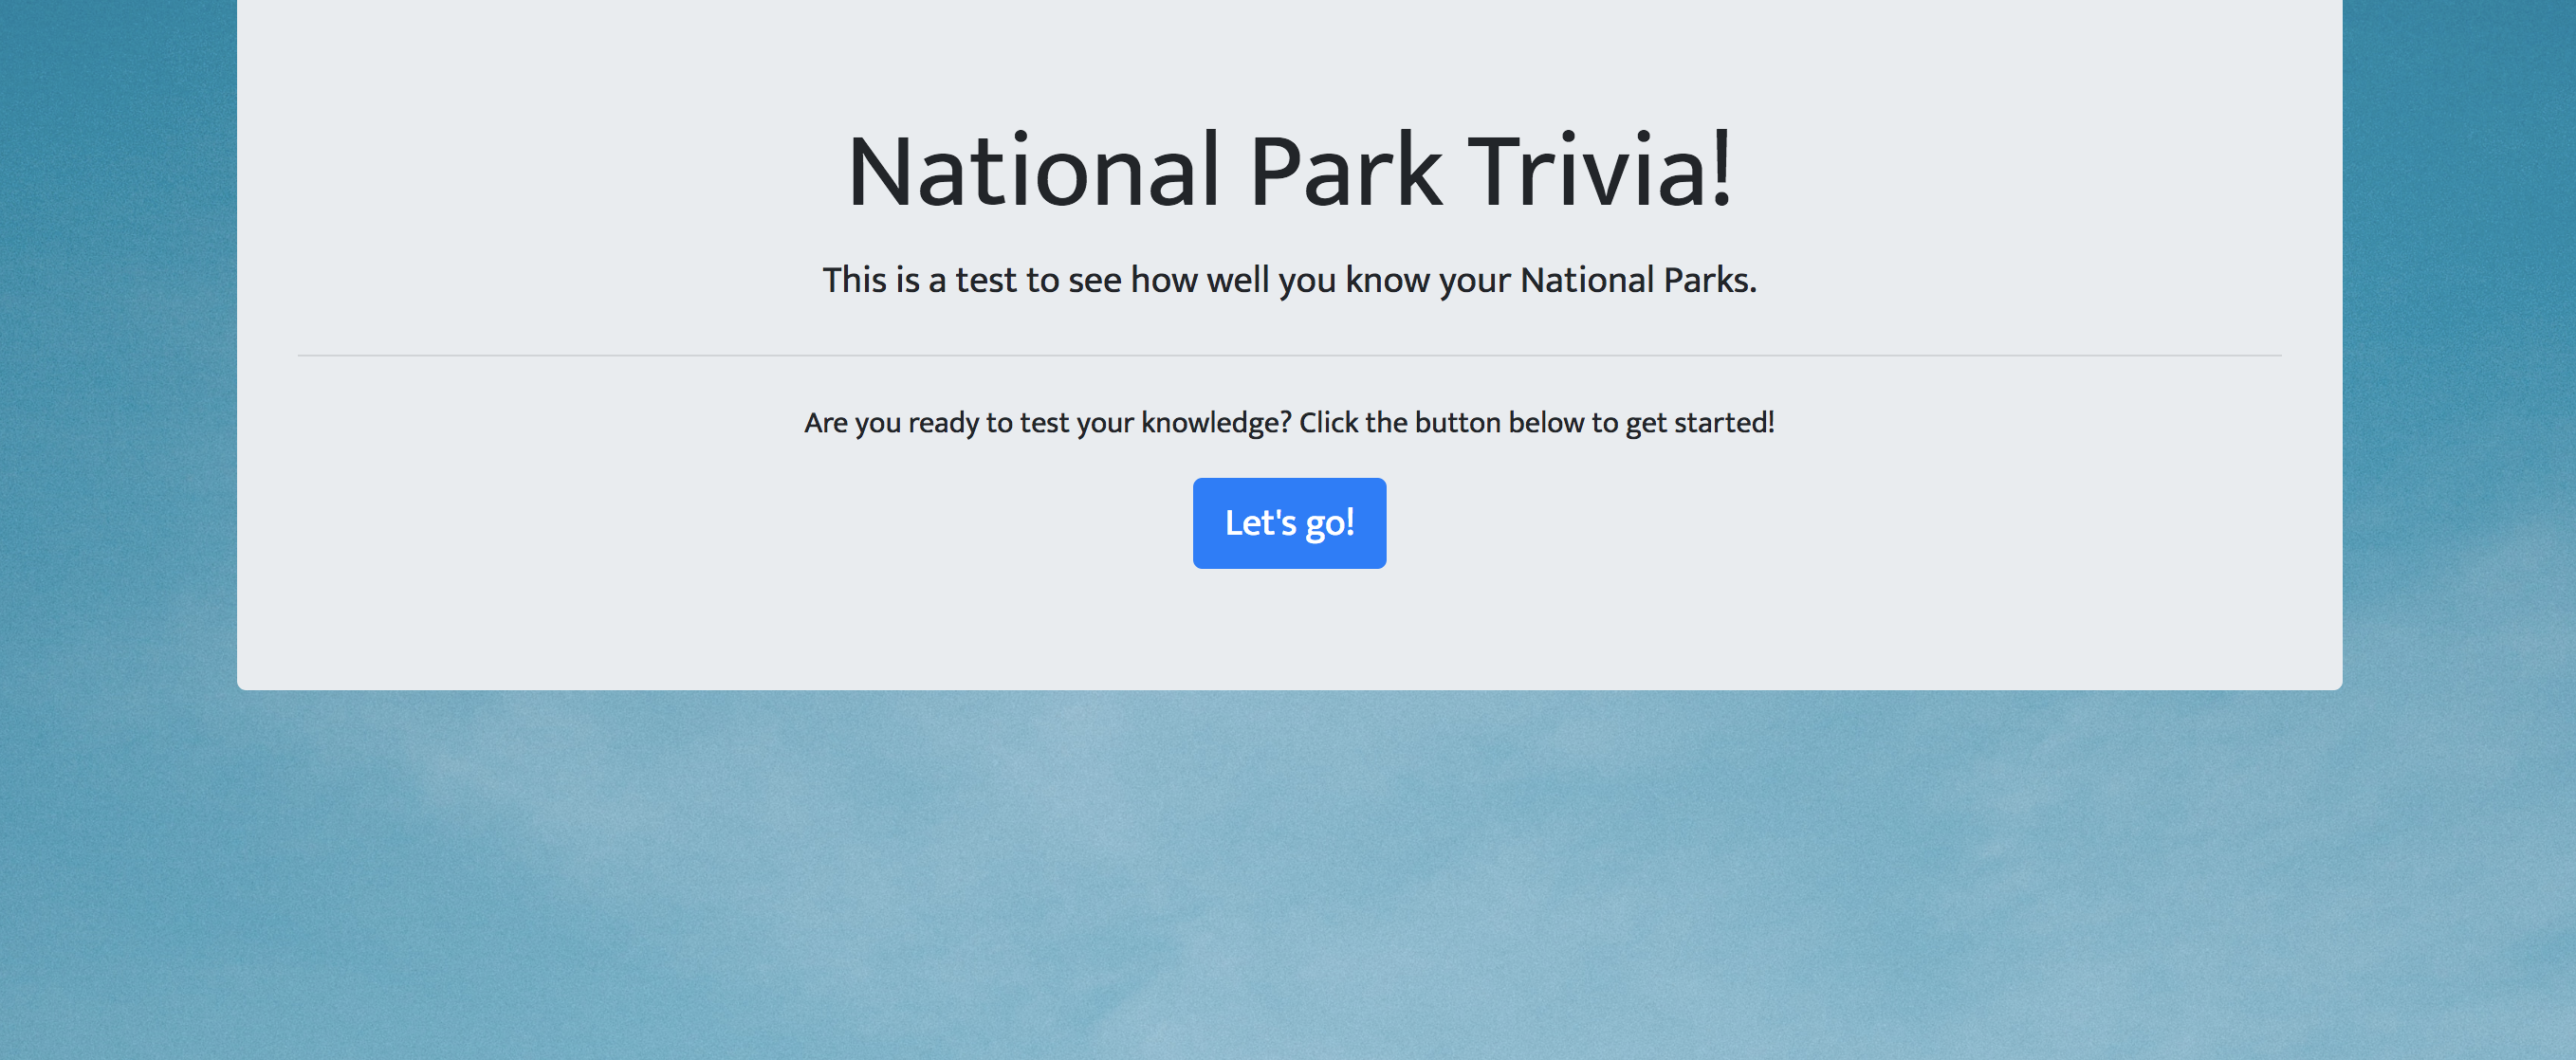 National Park Trivia!
This is a test to see how well you know your National Parks.
Are you ready to test your knowledge? Click the button below to get started!
Let's go!